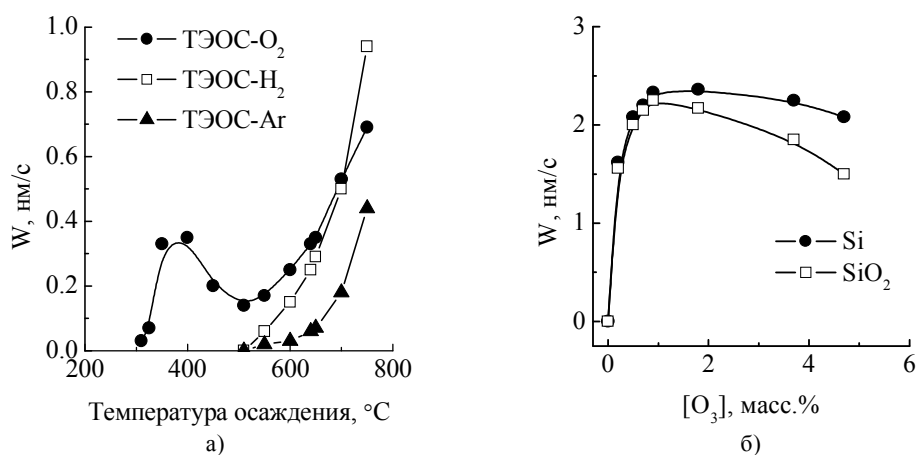 1.0
0.8
0.6
0.4
0.2
0.0
W, нм/с
200
400
600
800
Температура осаждения, °C
ТЭОС-O₂
ТЭОС-H₂
ТЭОС-Ar
а)
3
2
1
0
W, нм/с
0
2
4
6
[O₃], масс.%
Si
SiO₂
б)